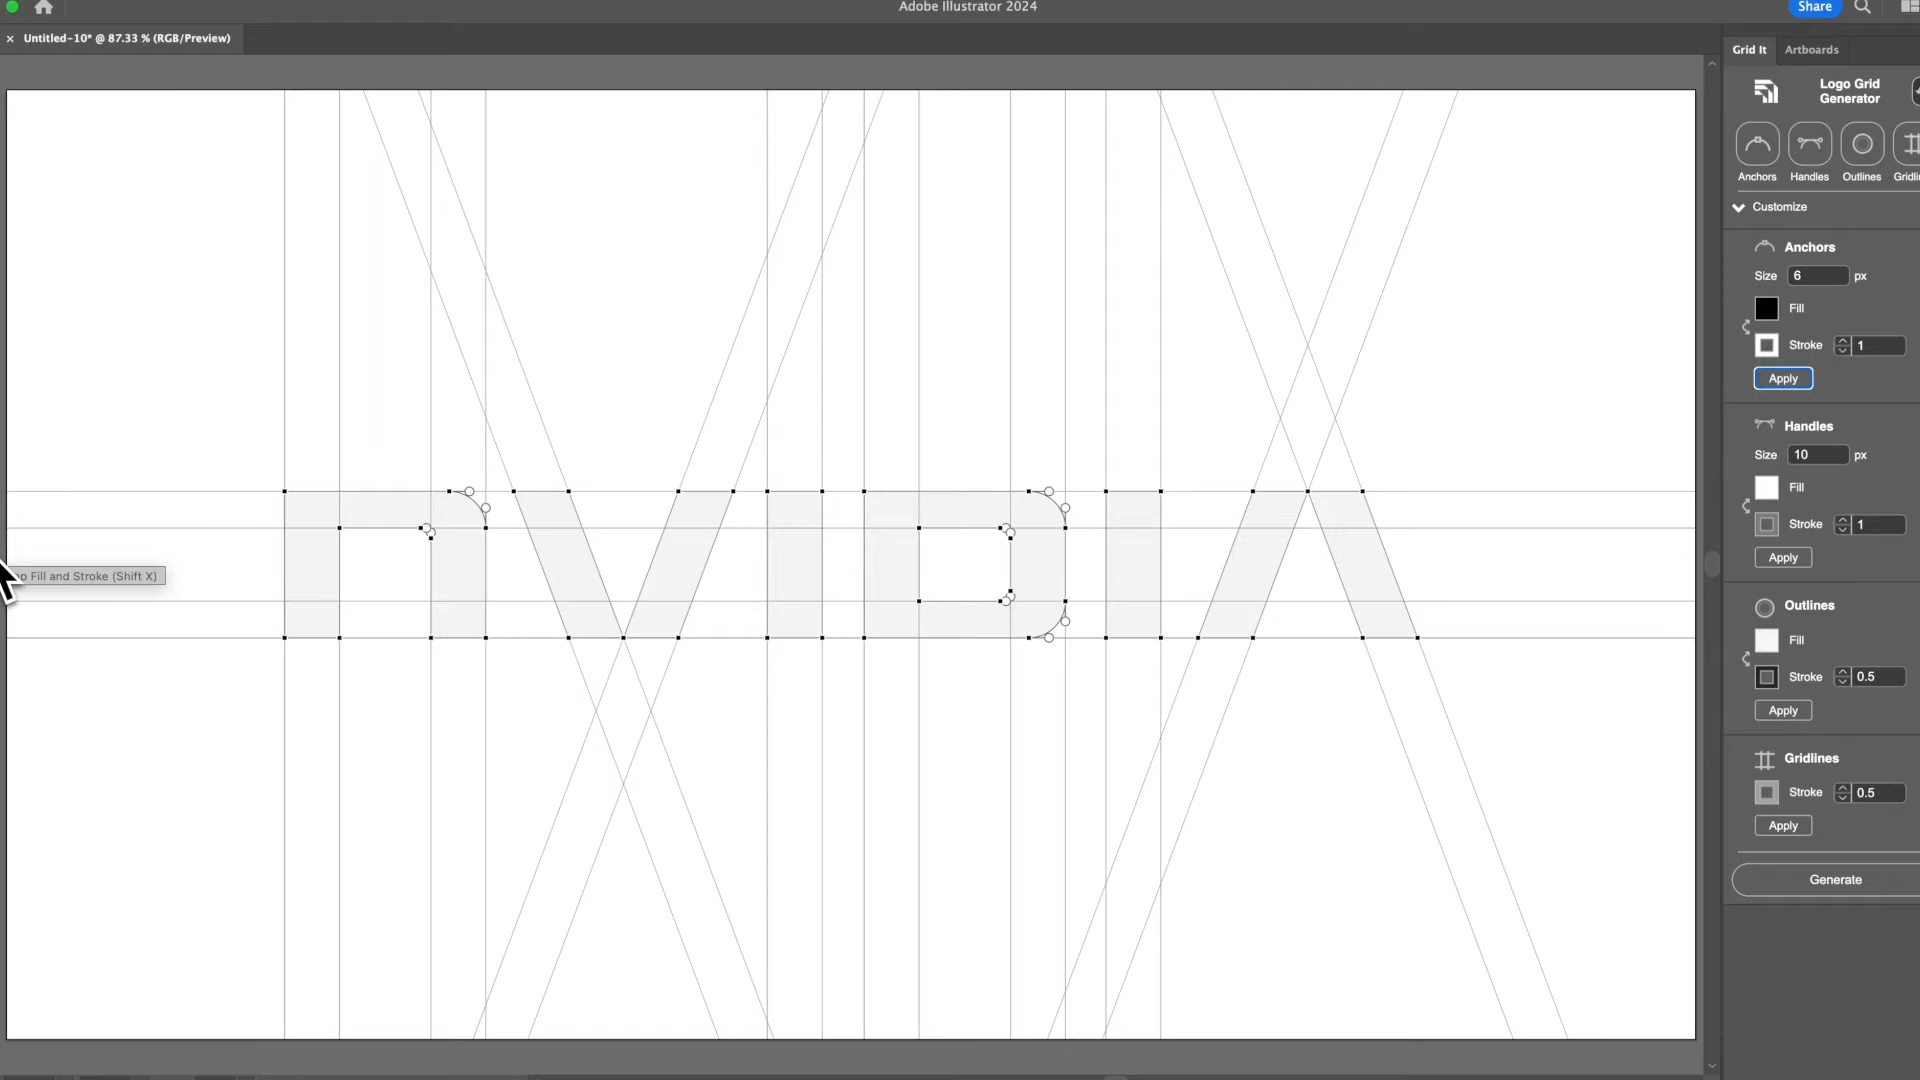 Adobe Illustrator 2024
Share
× Untitled-10* @ 87.33 % (RGB/Preview)
Grid It
Artboards
Logo Grid
Generator
Anchors
Handles
Outlines
Gridli
Customize
Anchors
Size 6 px
Fill
Stroke 1
Apply
Handles
Size 10 px
Fill
Stroke 1
Apply
nVIDIA
p Fill and Stroke (Shift X)
Outlines
Fill
Stroke 0.5
Apply
Gridlines
Stroke 0.5
Apply
Generate